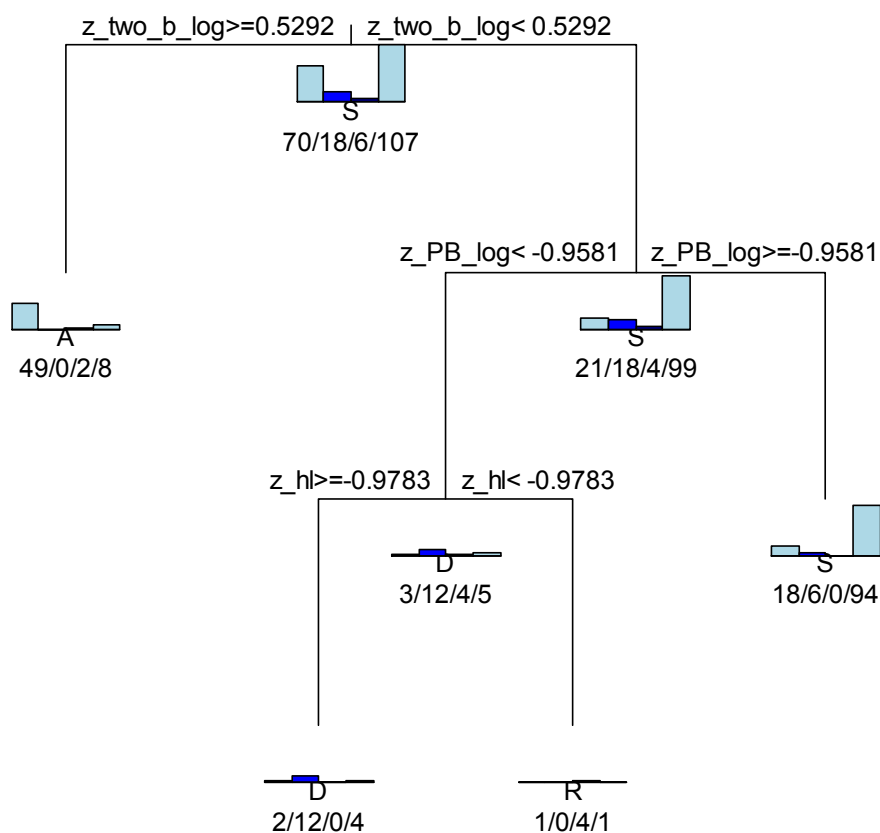 z_two_b_log>=0.5292 z_two_b_log< 0.5292
S
70/18/6/107
z_PB_log< -0.9581 z_PB_log>=-0.9581
A
49/0/2/8
S
21/18/4/99
z_hl>=-0.9783 z_hl< -0.9783
D
3/12/4/5
S
18/6/0/94
D
2/12/0/4
R
1/0/4/1